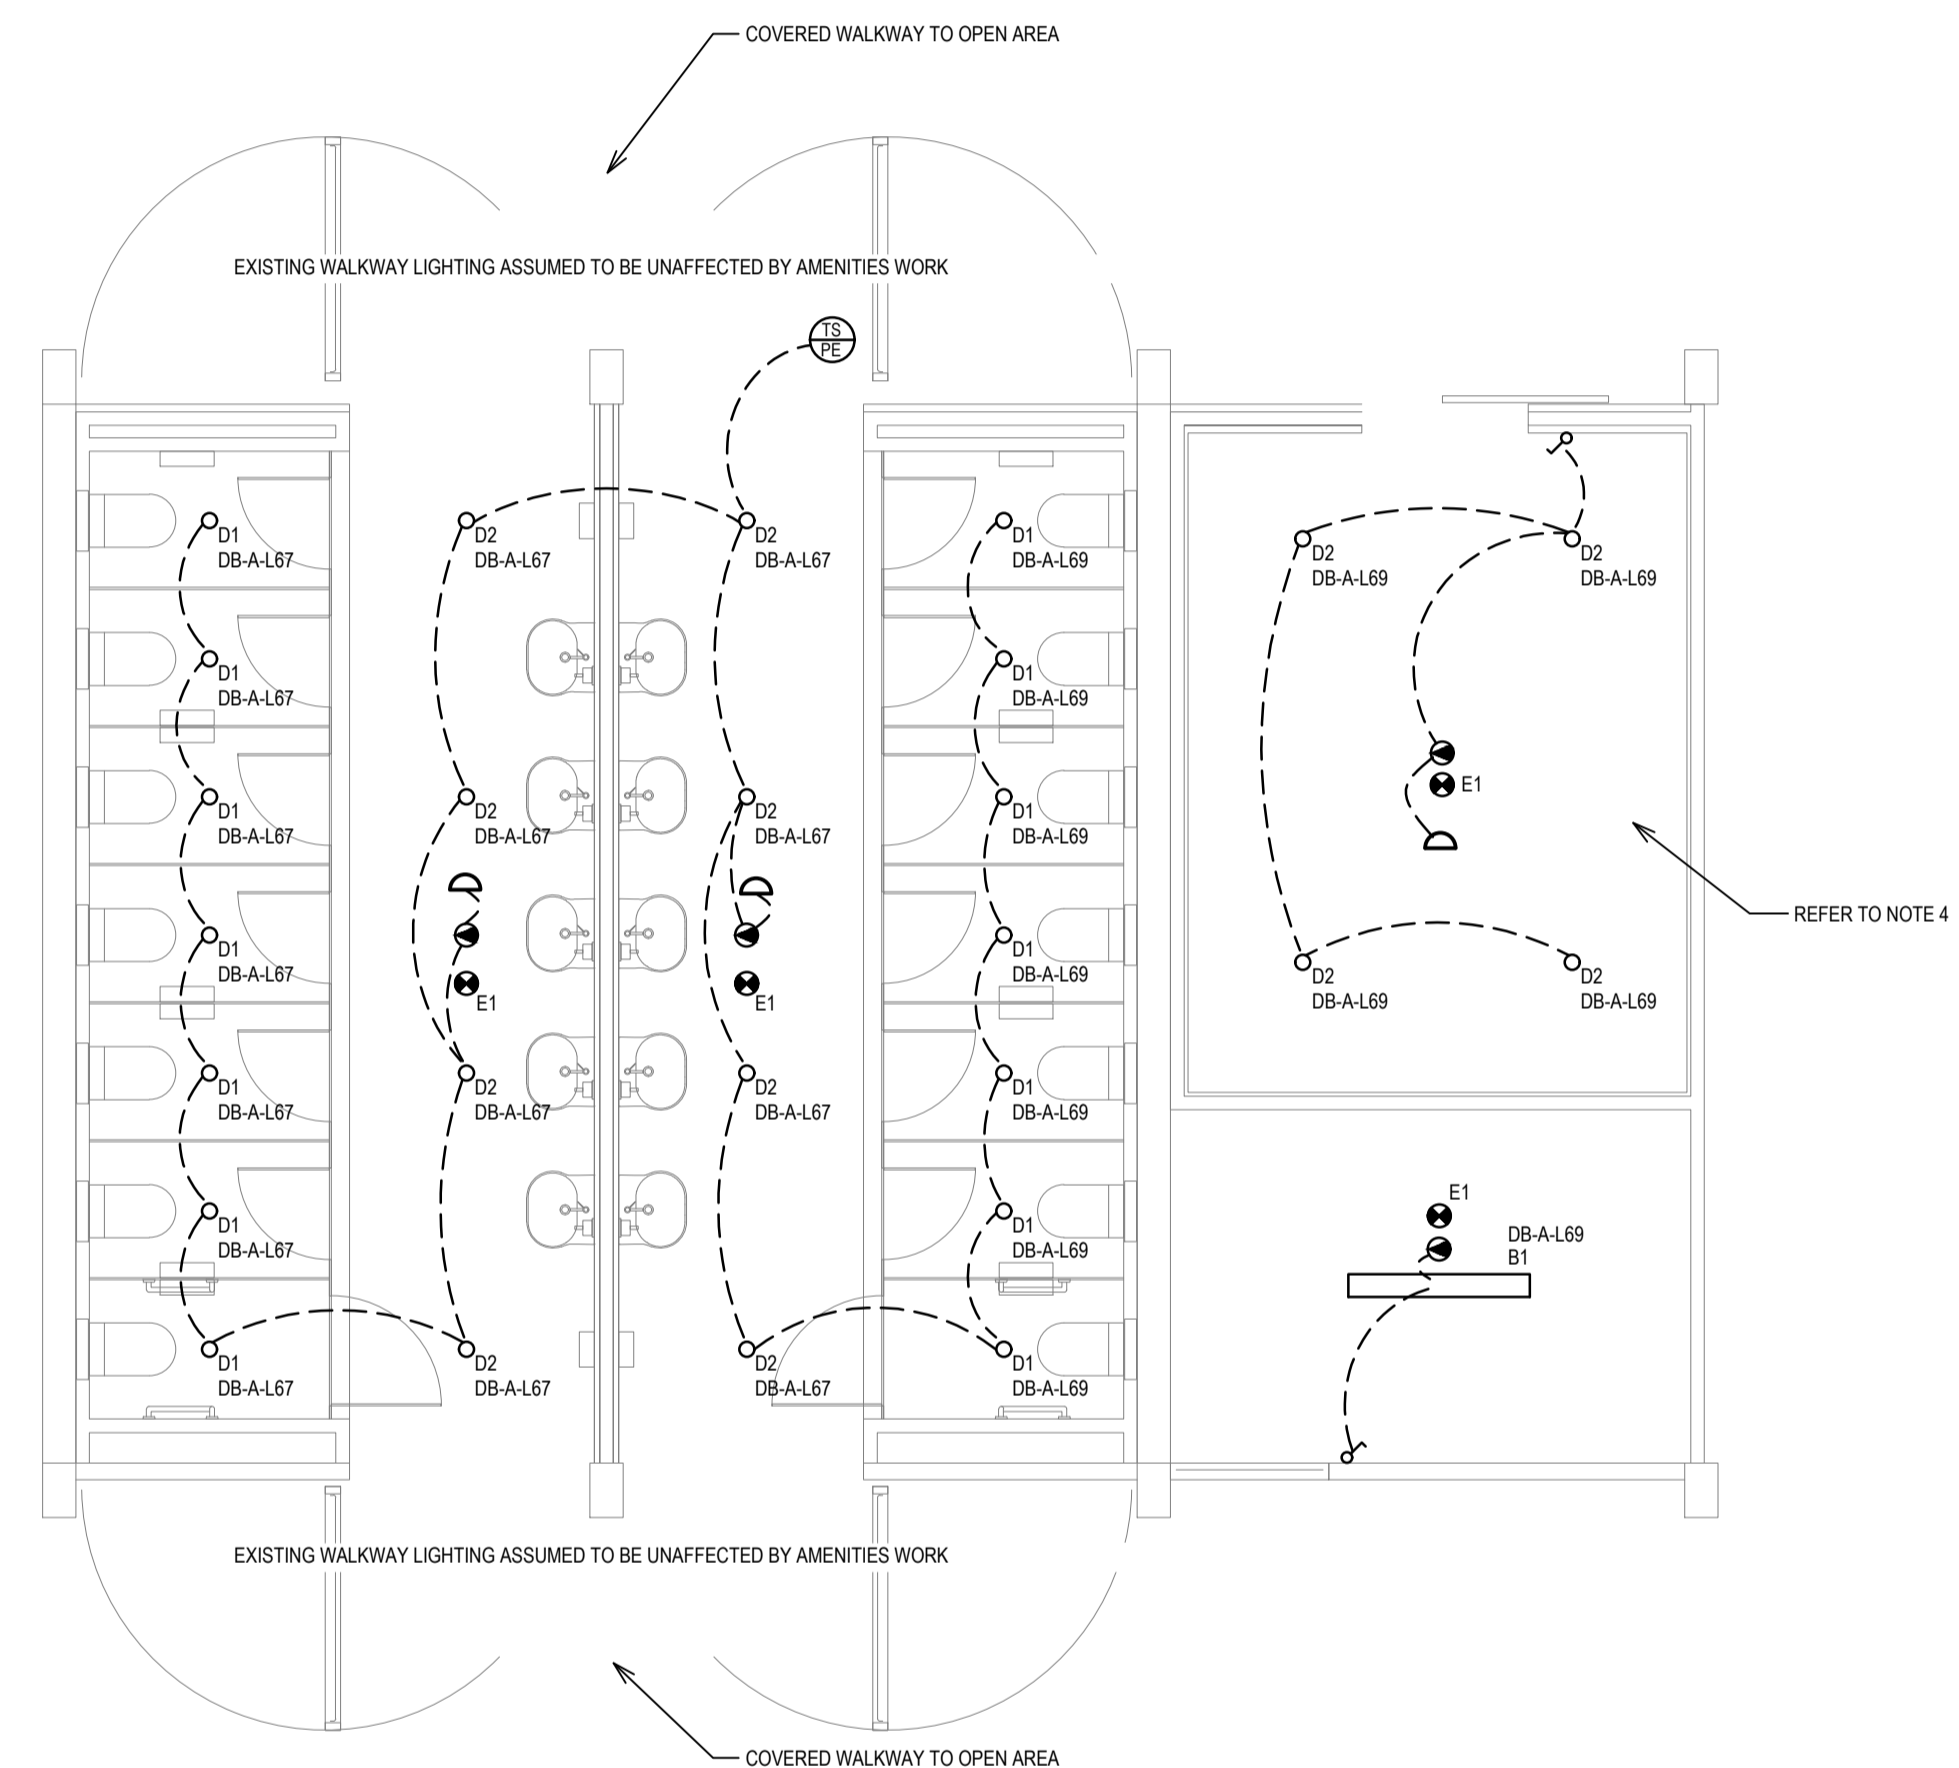 COVERED WALKWAY TO OPEN AREA
EXISTING WALKWAY LIGHTING ASSUMED TO BE UNAFFECTED BY AMENITIES WORK
TS
PE
D1
DB-A-L67
D2
DB-A-L67
D2
DB-A-L67
D1
DB-A-L69
D2
DB-A-L69
D2
DB-A-L69
D1
DB-A-L67
D1
DB-A-L69
E1
D1
DB-A-L67
D2
DB-A-L67
D2
DB-A-L67
D1
DB-A-L69
REFER TO NOTE 4
D1
DB-A-L67
E1
E1
D1
DB-A-L69
D2
DB-A-L69
D2
DB-A-L69
D1
DB-A-L67
D2
DB-A-L67
D2
DB-A-L67
D1
DB-A-L69
D1
DB-A-L67
D1
DB-A-L69
E1
DB-A-L69
B1
D1
DB-A-L67
D2
DB-A-L67
D2
DB-A-L67
D1
DB-A-L69
EXISTING WALKWAY LIGHTING ASSUMED TO BE UNAFFECTED BY AMENITIES WORK
COVERED WALKWAY TO OPEN AREA